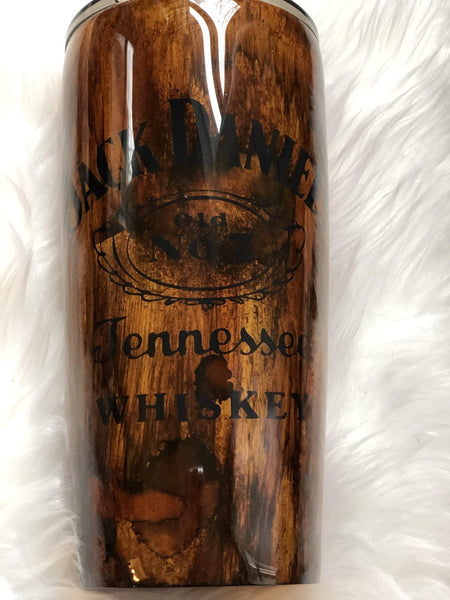 JACK DANIEL
Old
No. 7
Tennessee
WHISKEY